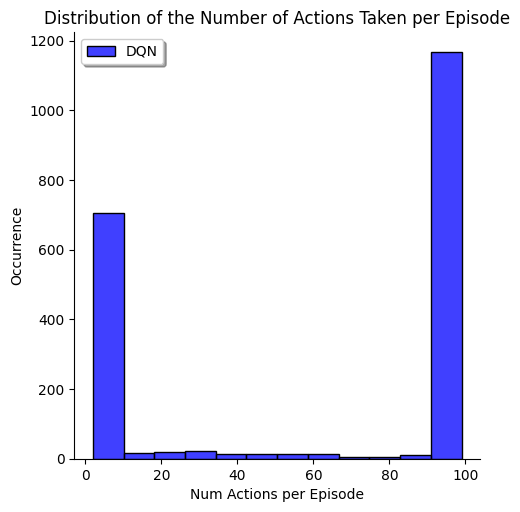 Distribution of the Number of Actions Taken per Episode
DQN
1200
1000
800
600
400
200
0
Occurrence
0 20 40 60 80 100
Num Actions per Episode